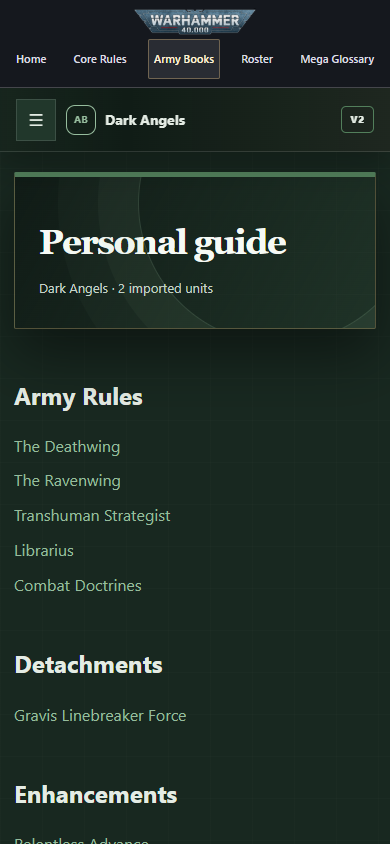 WARHAMMER
40,000
Home
Core Rules
Army Books
Roster
Mega Glossary
☰
AB
Dark Angels
V2
Personal guide
Dark Angels · 2 imported units
Army Rules
The Deathwing
The Ravenwing
Transhuman Strategist
Librarius
Combat Doctrines
Detachments
Gravis Linebreaker Force
Enhancements
Relentless Advance